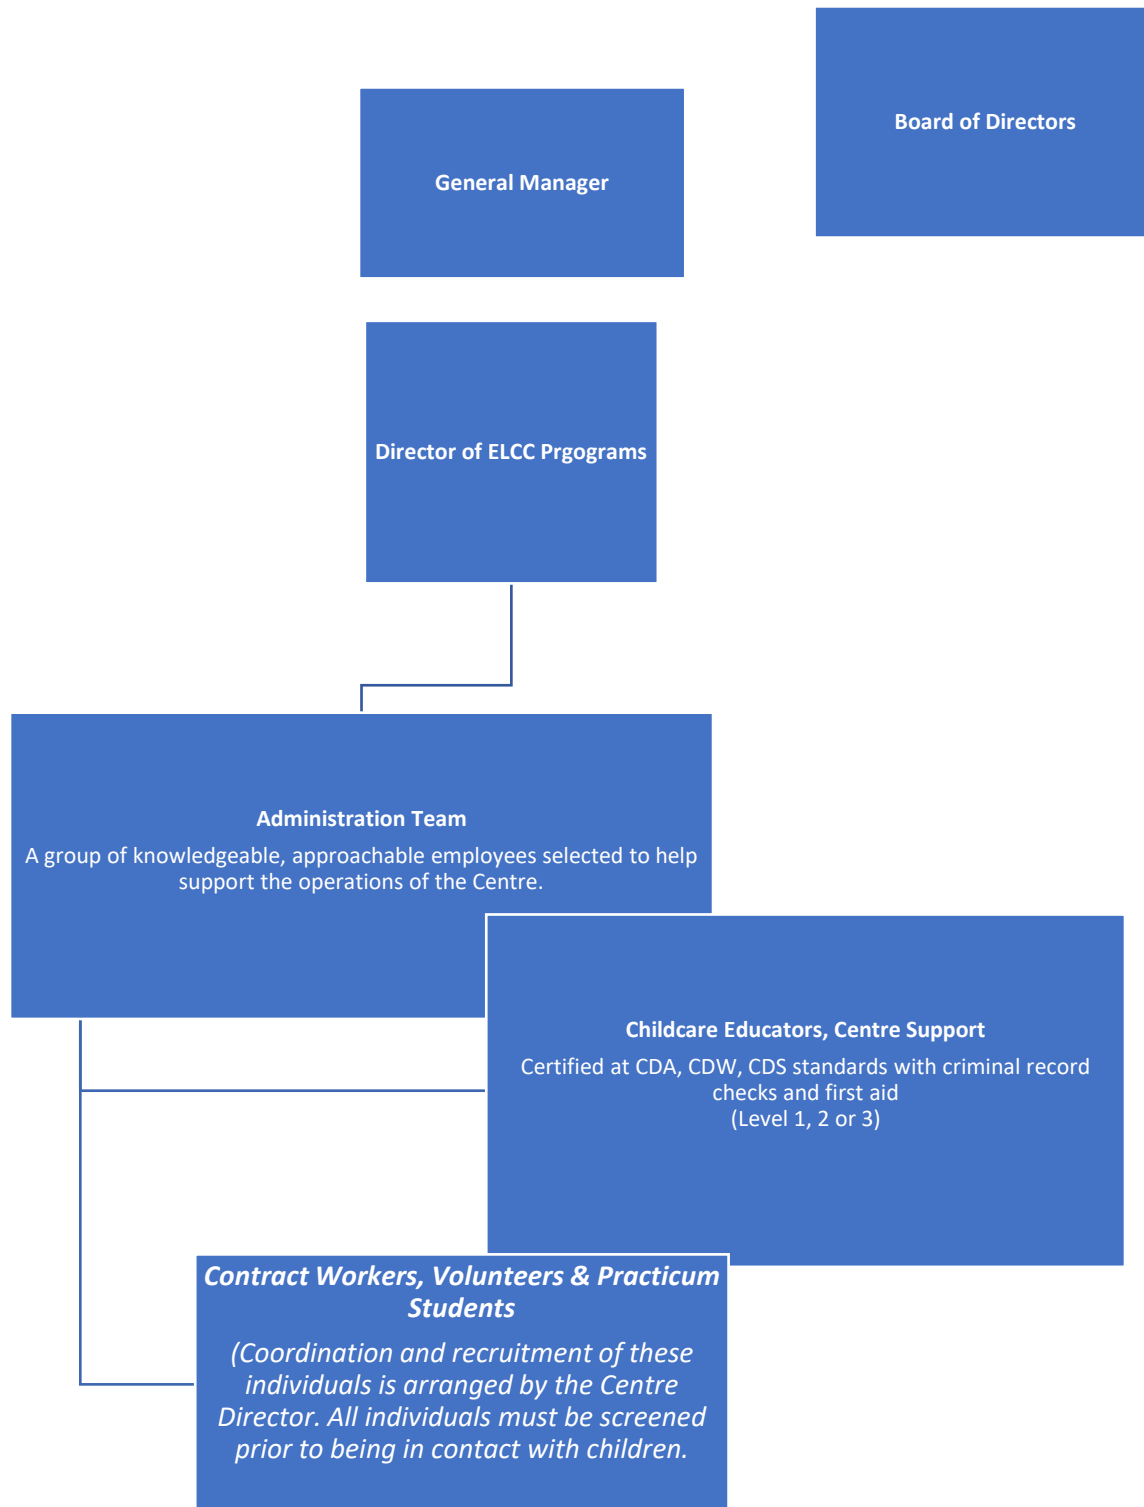 Board of Directors
General Manager
Director of ELCC Prgograms
Administration Team
A group of knowledgeable, approachable employees selected to help
support the operations of the Centre.
Childcare Educators, Centre Support
Certified at CDA, CDW, CDS standards with criminal record
checks and first aid
(Level 1, 2 or 3)
Contract Workers, Volunteers & Practicum
Students
(Coordination and recruitment of these
individuals is arranged by the Centre
Director. All individuals must be screened
prior to being in contact with children.